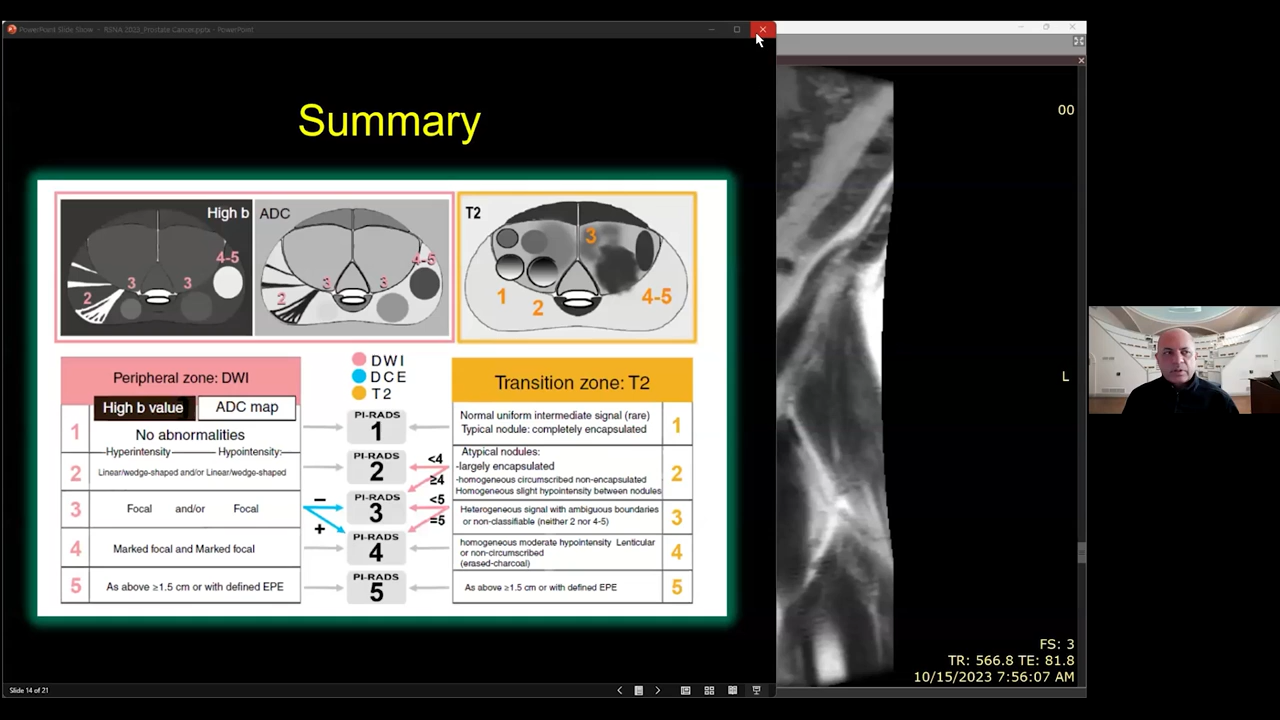 PowerPoint Slide Show - RSNA 2023_Prostate Cancer.pptx - PowerPoint
00
Summary
High b
ADC
T2
2
3
3
4-5
2
3
3
4-5
1
2
3
4-5
DWI
DCE
T2
Peripheral zone: DWI
High b value
ADC map
1
No abnormalities
Hyperintensity
Hypointensity:
2
Linear/wedge-shaped and/or Linear/wedge-shaped
3
Focal and/or Focal
4
Marked focal and Marked focal
5
As above ≥1.5 cm or with defined EPE
PI-RADS
1
PI-RADS
2
PI-RADS
3
PI-RADS
4
PI-RADS
5
−
+
<4
≥4
<5
=5
Transition zone: T2
Normal uniform intermediate signal (rare)
Typical nodule: completely encapsulated
1
Atypical nodules:
-largely encapsulated
-homogeneous circumscribed non-encapsulated
Homogeneous slight hypointensity between nodules
2
Heterogeneous signal with ambiguous boundaries
or non-classifiable (neither 2 nor 4-5)
3
homogeneous moderate hypointensity Lenticular
or non-circumscribed
(erased-charcoal)
4
As above ≥1.5 cm or with defined EPE
5
L
FS: 3
TR: 566.8 TE: 81.8
10/15/2023 7:56:07 AM
Slide 14 of 21